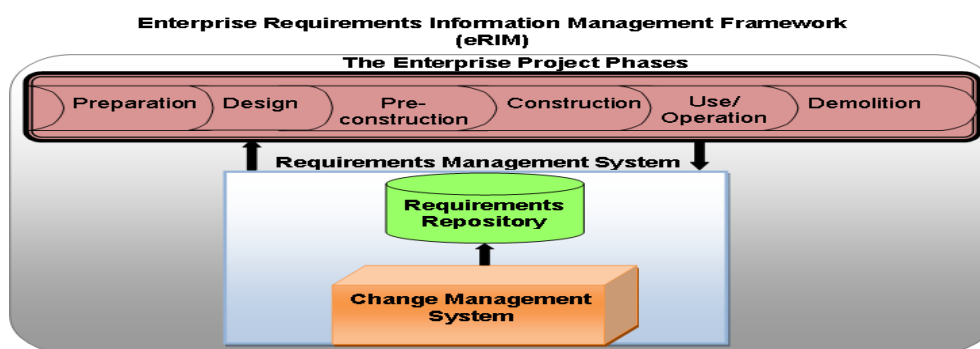 Enterprise Requirements Information Management Framework
(eRIM)
The Enterprise Project Phases
Preparation
Design
Pre-
construction
Construction
Use/
Operation
Demolition
Requirements Management System
Requirements
Repository
Change Management
System